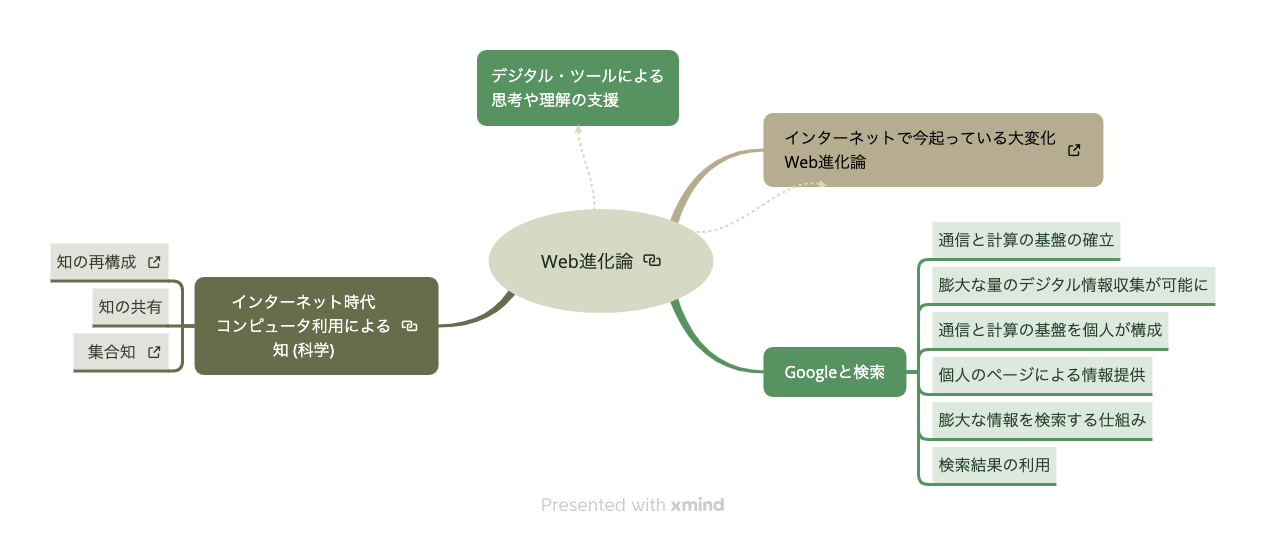 デジタル・ツールによる
思考や理解の支援
インターネットで今起っている大変化
Web進化論
Web進化論
知の再構成
知の共有
集合知
インターネット時代
コンピュータ利用による
知 (科学)
Googleと検索
通信と計算の基盤の確立
膨大な量のデジタル情報収集が可能に
通信と計算の基盤を個人が構成
個人のページによる情報提供
膨大な情報を検索する仕組み
検索結果の利用
Presented with xmind